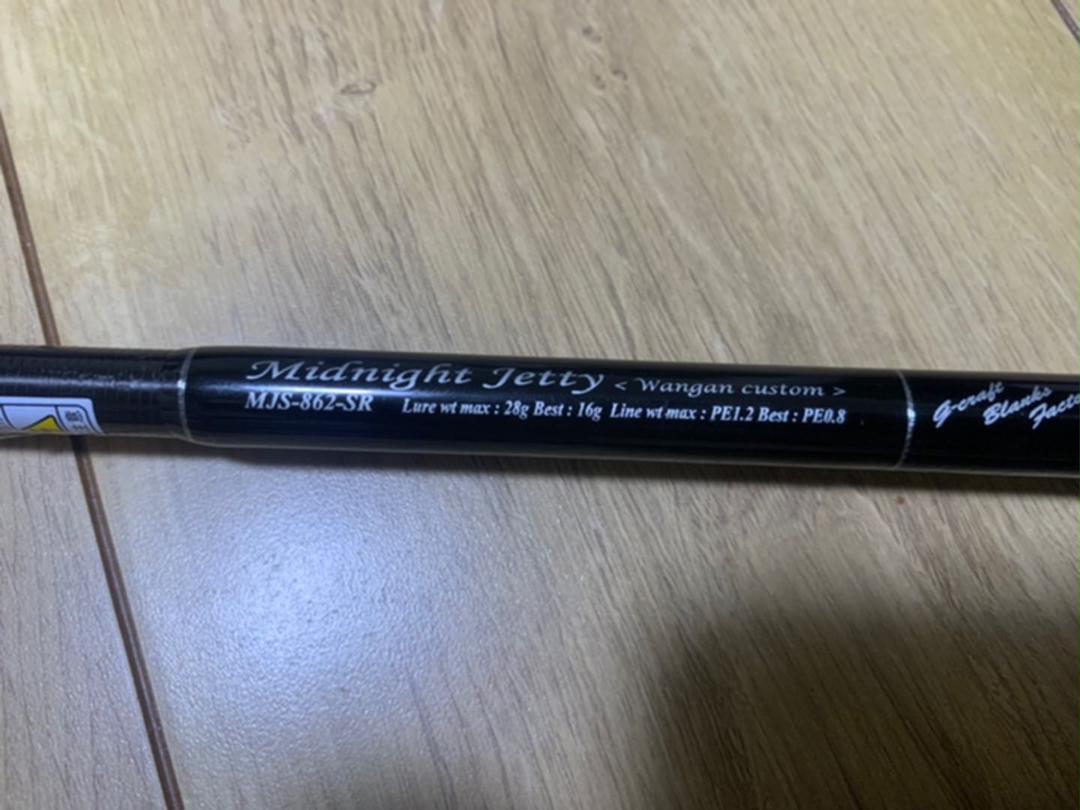 Midnight Jetty < Wangan custom >
MJS-862-SR Lure wt max : 28g Best : 16g Line wt max : PE1.2 Best : PE0.8
G-craft
Blanks